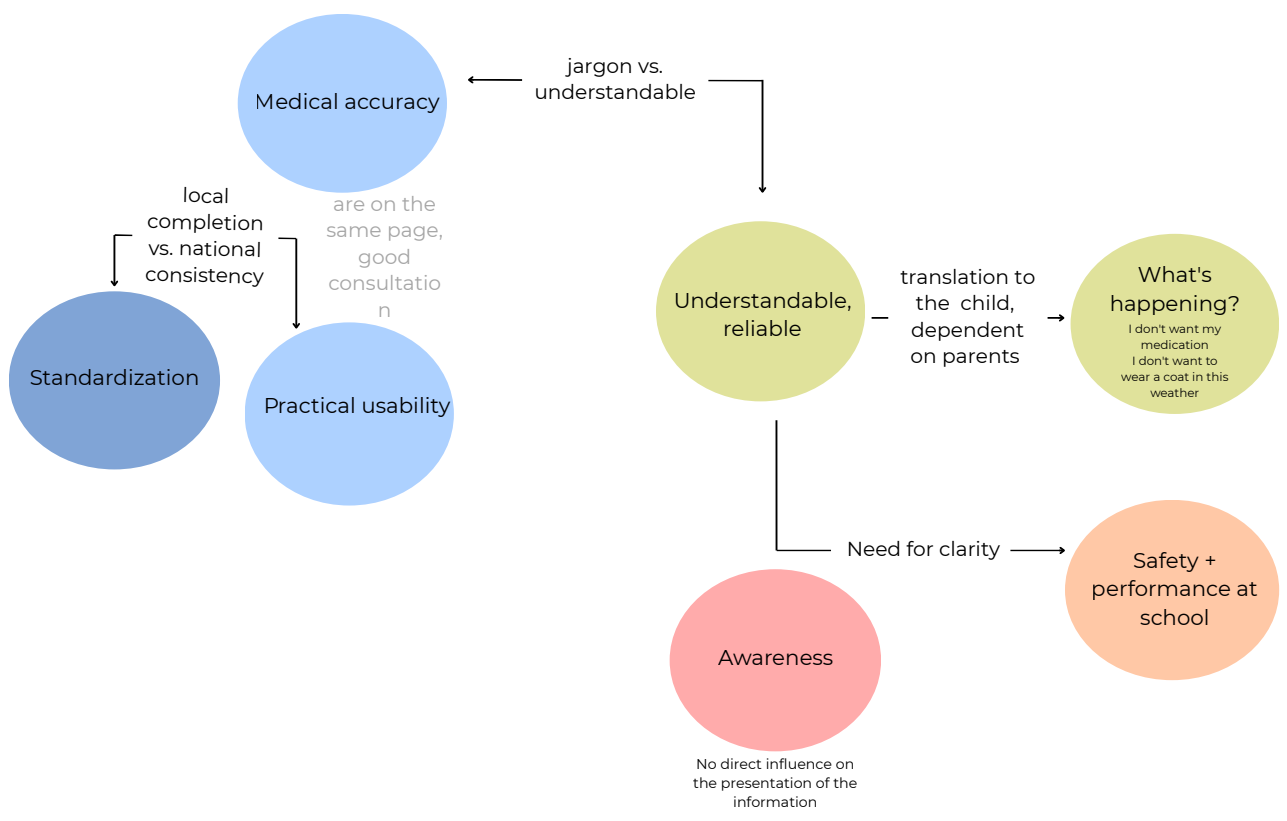 Medical accuracy
jargon vs.
understandable
local
completion
vs. national
consistency
are on the
same page,
good
consultatio
n
Standardization
Practical usability
Understandable,
reliable
translation to
the child,
dependent
on parents
What's
happening?
I don't want my
medication
I don't want to
wear a coat in this
weather
Need for clarity
Safety +
performance at
school
Awareness
No direct influence on
the presentation of the
information